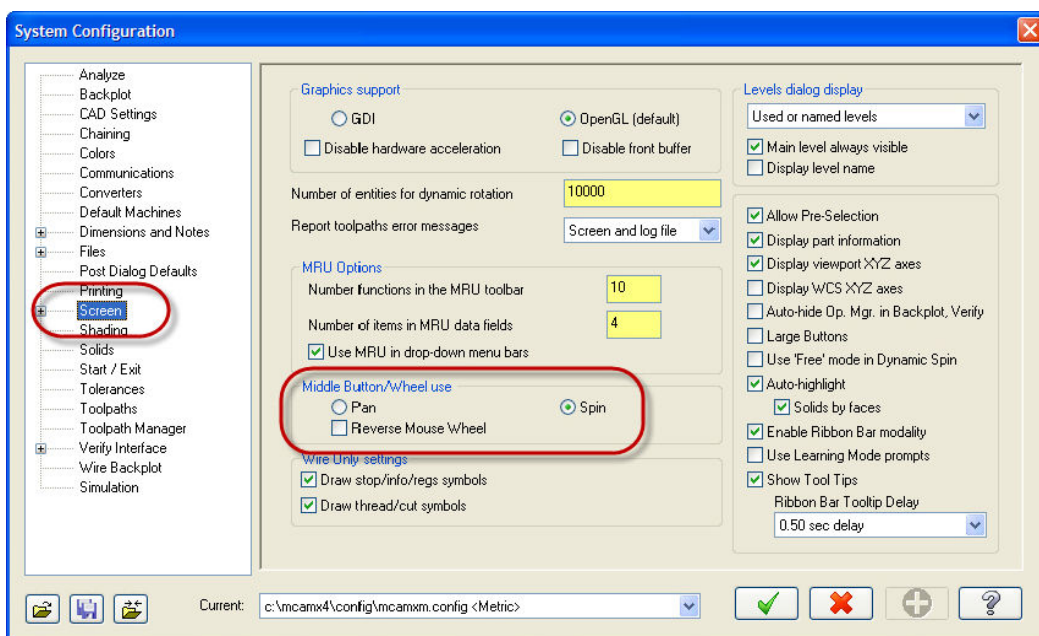 System Configuration
Analyze
Backplot
CAD Settings
Chaining
Colors
Communications
Converters
Default Machines
Dimensions and Notes
Files
Post Dialog Defaults
Printing
Screen
Shading
Solids
Start / Exit
Tolerances
Toolpaths
Toolpath Manager
Verify Interface
Wire Backplot
Simulation
Graphics support
GDI
OpenGL (default)
Disable hardware acceleration
Disable front buffer
Number of entities for dynamic rotation
10000
Report toolpaths error messages
Screen and log file
MRU Options
Number functions in the MRU toolbar
10
Number of items in MRU data fields
4
Use MRU in drop-down menu bars
Middle Button/Wheel use
Pan
Spin
Reverse Mouse Wheel
Wire Only settings
Draw stop/info/regs symbols
Draw thread/cut symbols
Levels dialog display
Used or named levels
Main level always visible
Display level name
Allow Pre-Selection
Display part information
Display viewport XYZ axes
Display WCS XYZ axes
Auto-hide Op. Mgr. in Backplot, Verify
Large Buttons
Use 'Free' mode in Dynamic Spin
Auto-highlight
Solids by faces
Enable Ribbon Bar modality
Use Learning Mode prompts
Show Tool Tips
Ribbon Bar Tooltip Delay
0.50 sec delay
Current:
c:\mcamx4\config\mcamxm.config <Metric>